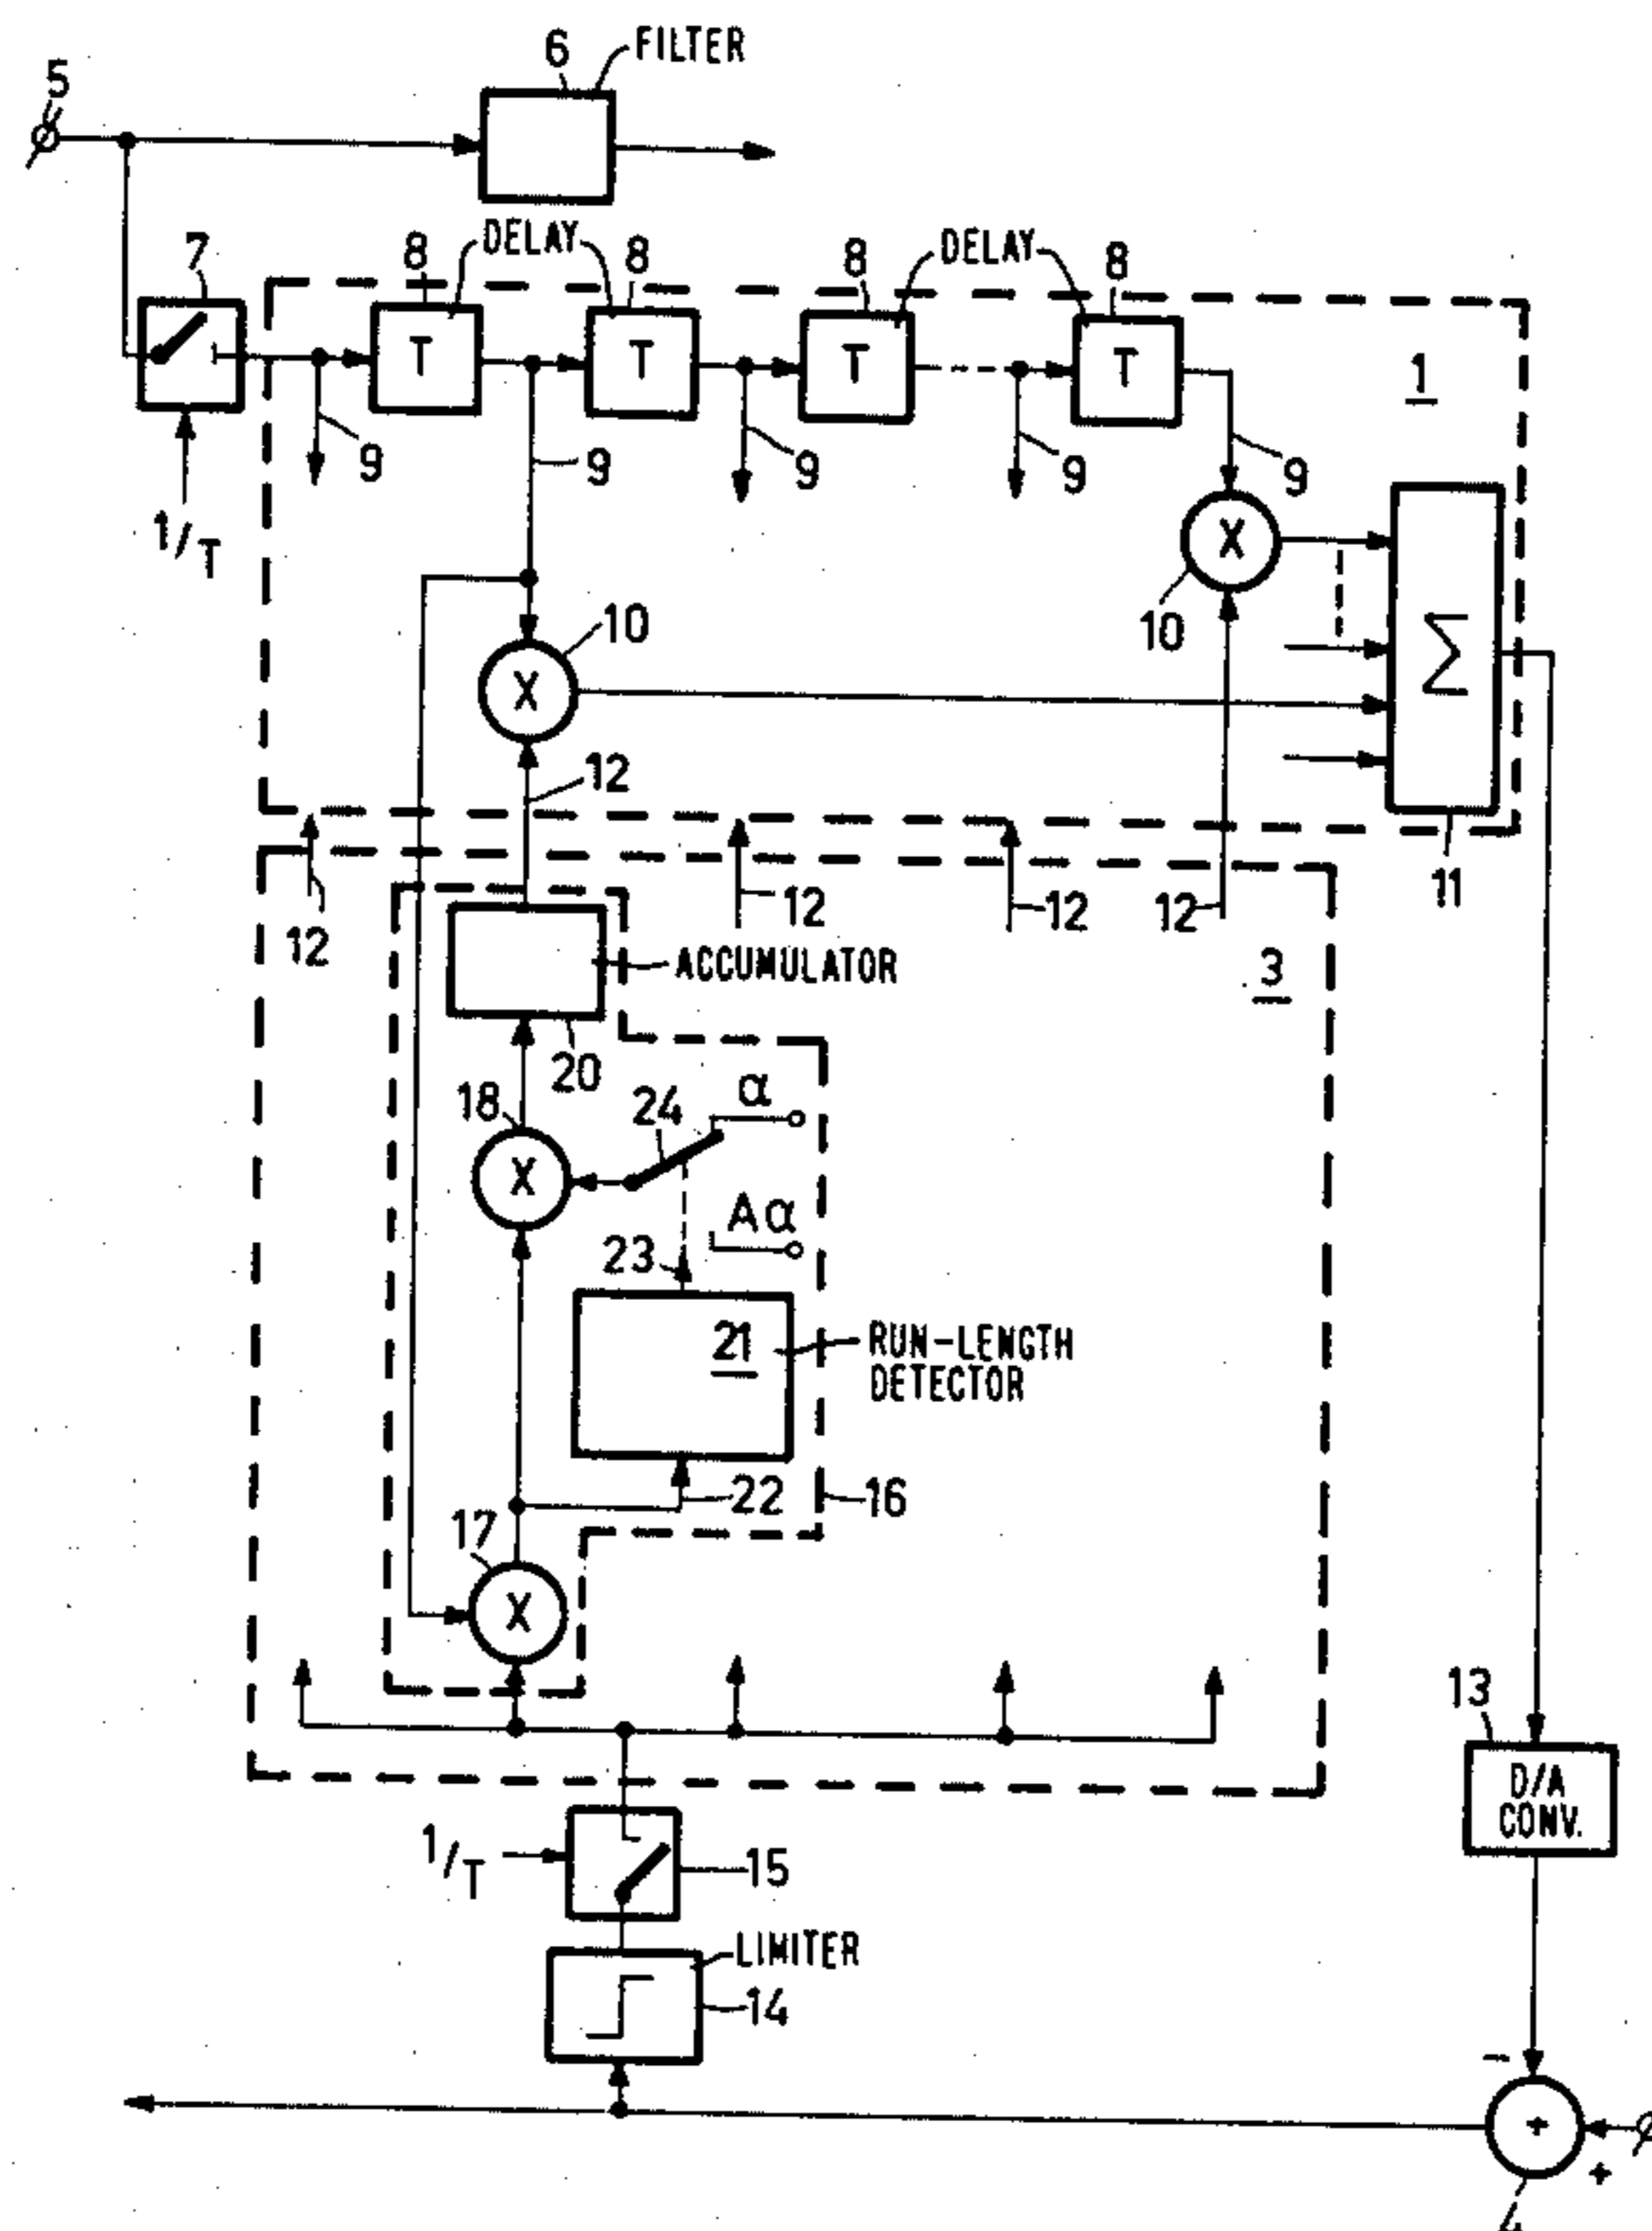 5
6 FILTER
7
8 DELAY 8
8 DELAY 8
T T T T
1
1/T
9 9 9 9 9
X
10
X
10
Σ
11
12
12 12 12 12
ACCUMULATOR
3
20
18
X
24
α
Aα
23
21
RUN-LENGTH
DETECTOR
22
16
17
X
13
D/A
CONV.
1/T
15
LIMITER
14
-
+
+
4